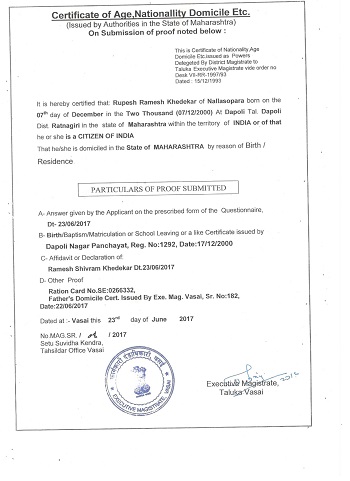 Certificate of Age,Nationallity Domicile Etc.
(Issued by Authorities in the State of Maharashtra)
On Submission of proof noted below :
This is Certificate of Nationality,Age
Domicile Etc.issued as Powers
Delegeted By District Magistrate to
Taluka Executive Magistrate vide order no
Desk VII-RR-1997/93
Dated : 15/12/1993
It is hereby certified that: Rupesh Ramesh Khedekar of Nallasopara born on the
07th day of December in the Two Thousand (07/12/2000) At Dapoli Tal. Dapoli
Dist. Ratnagiri in the state of Maharashtra within the territory of INDIA or of that
he or she is a CITIZEN OF INDIA
That he/she is domiciled in the State of MAHARASHTRA by reason of Birth /
Residence
PARTICULARS OF PROOF SUBMITTED
A- Answer given by the Applicant on the prescribed form of the Questionnaire,
Dt- 23/06/2017
B- Birth/Baptism/Matriculation or School Leaving or a like Certificate issued by
Dapoli Nagar Panchayat, Reg. No:1292, Date:17/12/2000
C- Affidavit or Declaration of:
Ramesh Shivram Khedekar Dt.23/06/2017
D- Other Proof
Ration Card No.SE:0266332,
Father's Domicile Cert. Issued By Exe. Mag. Vasai, Sr. No:182,
Date:22/06/2017
Dated at :- Vasai this 23rd day of June 2017
No.MAG.SR. / / 2017
Setu Suvidha Kendra,
Tahsildar Office Vasai
EXECUTIVE MAGISTRATE, VASAI
Executive Magistrate,
Taluka Vasai